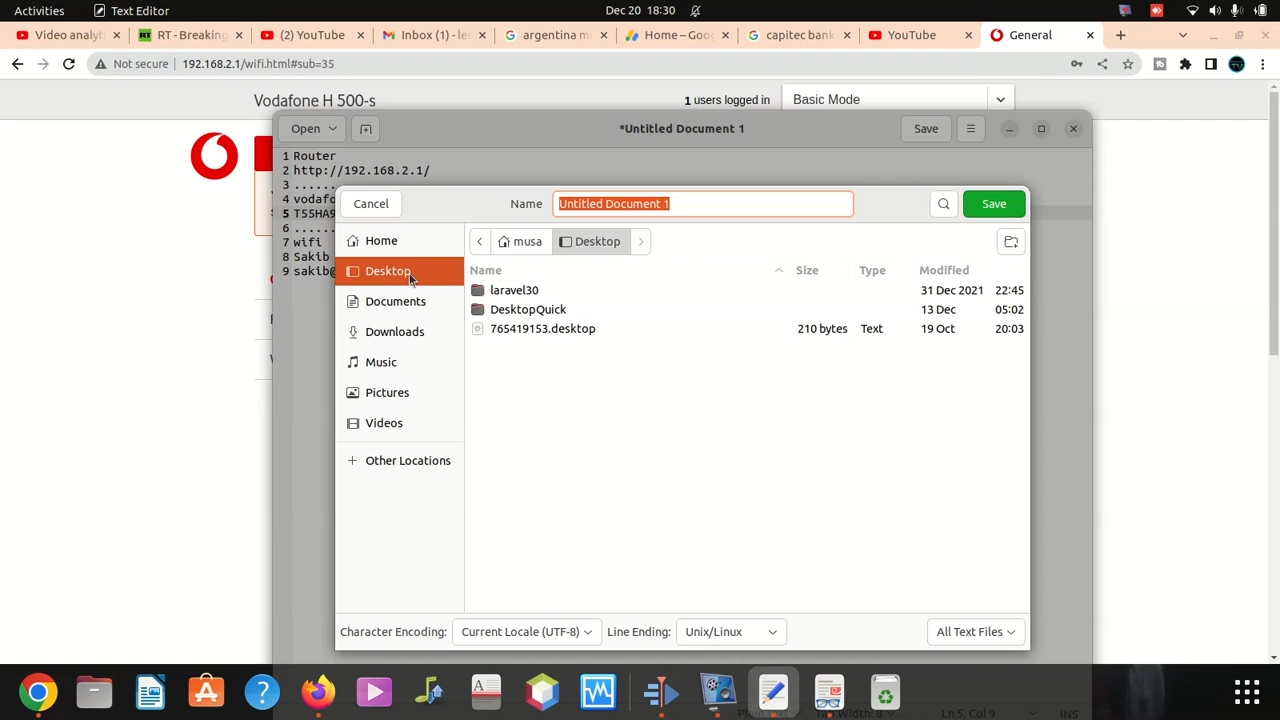 Activities Text Editor Dec 20 18:30
Video analyt RT - Breaking (2) YouTube Inbox (1) - le argentina m Home – Goo capitec bank YouTube General
Not secure 192.168.2.1/wifi.html#sub=35
Vodafone H 500-s 1 users logged in Basic Mode
Open *Untitled Document 1 Save
1 Router
2 http://192.168.2.1/
3 ......
4 vodafo
5 T55HA9
6 ......
7 wifi
8 Sakib
9 sakib@
Cancel Name Untitled Document 1 Save
Home
Desktop
Documents
Downloads
Music
Pictures
Videos
+ Other Locations
musa Desktop
Name Size Type Modified
laravel30 31 Dec 2021 22:45
DesktopQuick 13 Dec 05:02
765419153.desktop 210 bytes Text 19 Oct 20:03
Character Encoding: Current Locale (UTF-8) Line Ending: Unix/Linux All Text Files
Plain Text Tab Width: 8 Ln 5, Col 9 INS